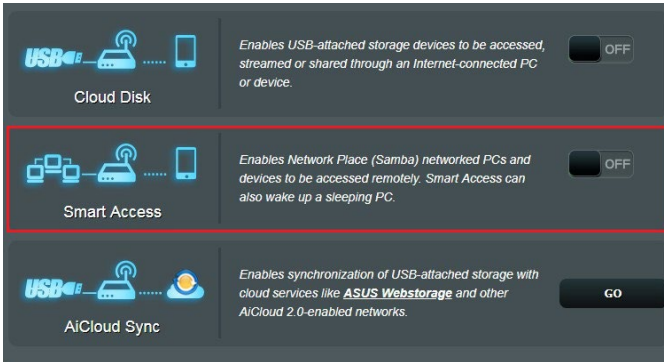 Enables USB-attached storage devices to be accessed,
USB
streamed or shared through an Internet-connected PC
OFF
or device.
Cloud Disk
Enables Network Place (Samba) networked PCs and
devices to be accessed remotely. Smart Access can
OFF
also wake up a sleeping PC.
Smart Access
Enables synchronization of USB-attached storage with
USB
cloud services like ASUS Webstorage and other
GO
AiCloud 2.0-enabled networks.
AiCloud Sync